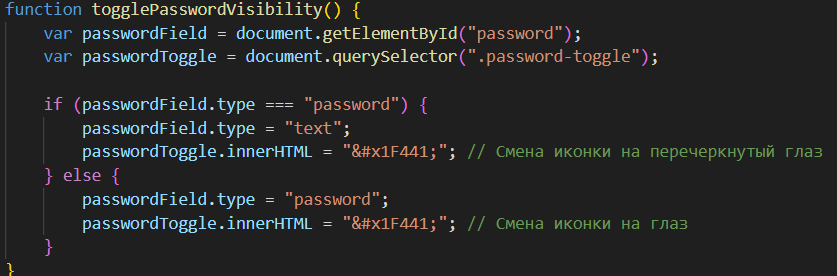 function togglePasswordVisibility() {
var passwordField = document.getElementById("password");
var passwordToggle = document.querySelector(".password-toggle");
if (passwordField.type === "password") {
passwordField.type = "text";
passwordToggle.innerHTML = "&#x1F441;"; // Смена иконки на перечеркнутый глаз
} else {
passwordField.type = "password";
passwordToggle.innerHTML = "&#x1F441;"; // Смена иконки на глаз
}
}